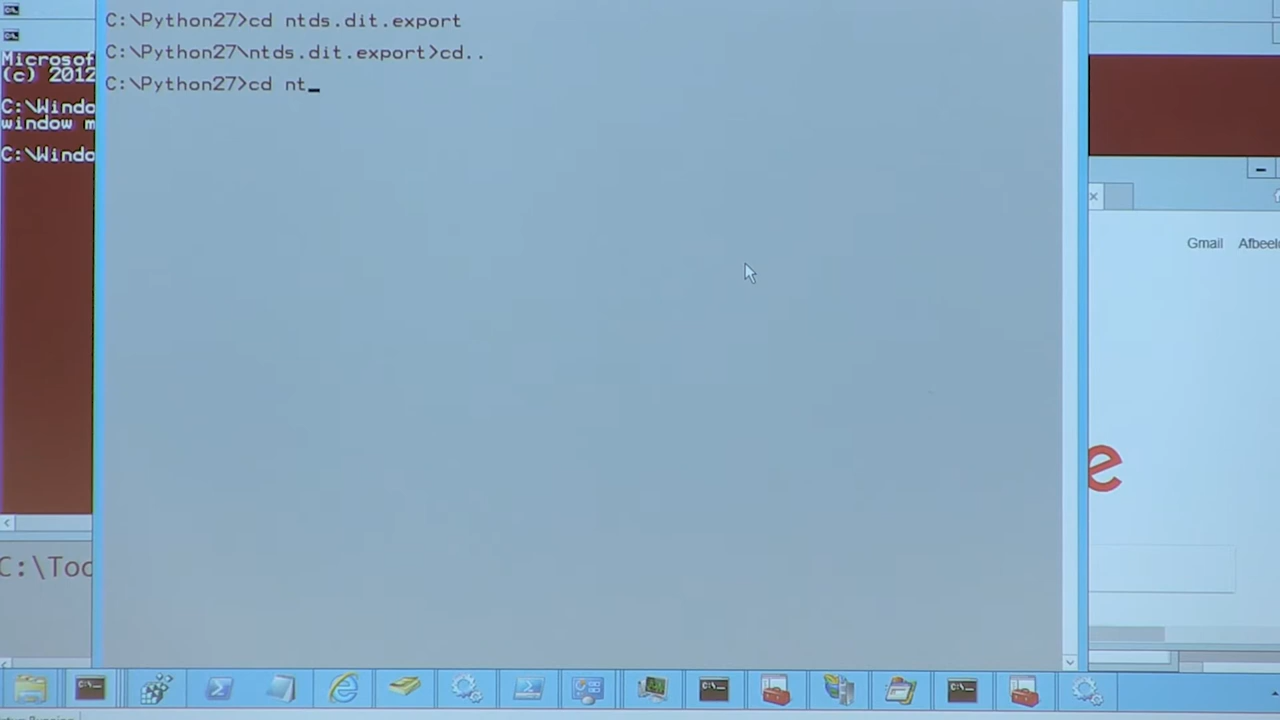 C:\Python27>cd ntds.dit.export
C:\Python27\ntds.dit.export>cd..
C:\Python27>cd nt_
Microsof
(c) 2012
C:\Windo
window m
C:\Windo
C:\Too
Gmail Afbeeld
e